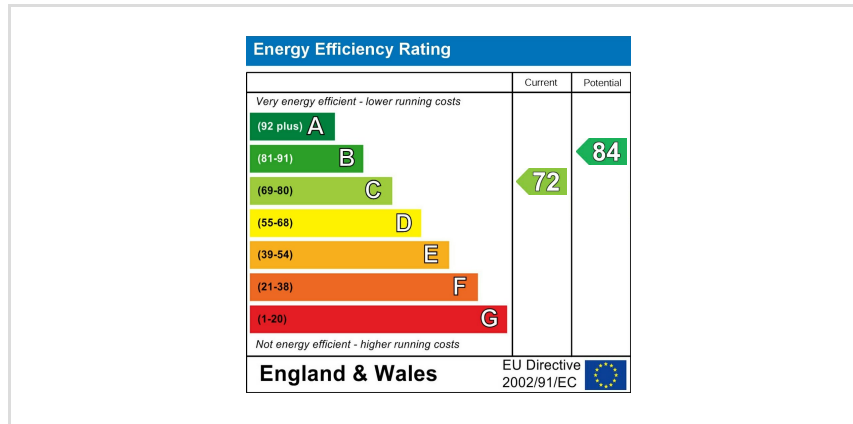 Energy Efficiency Rating
Current Potential
Very energy efficient - lower running costs
(92 plus) A
(81-91) B
84
(69-80) C
72
(55-68) D
(39-54) E
(21-38) F
(1-20) G
Not energy efficient - higher running costs
England & Wales
EU Directive
2002/91/EC